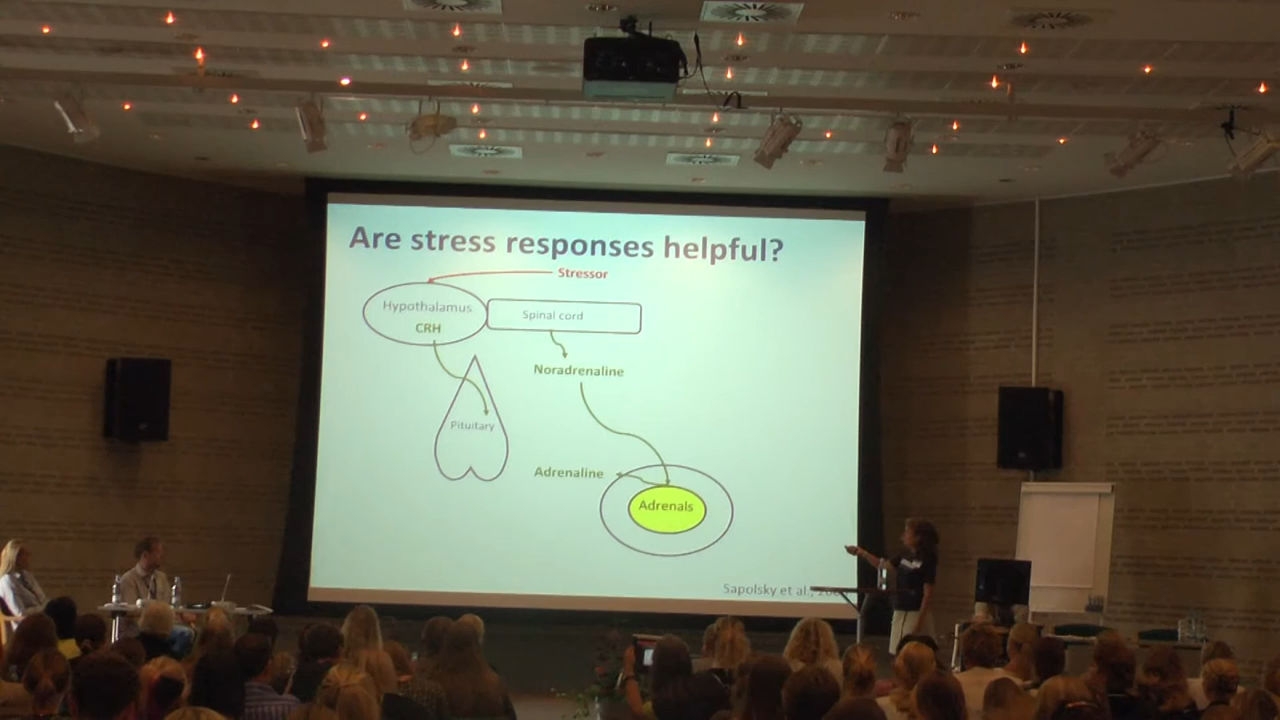 Are stress responses helpful?
Stressor
Hypothalamus
CRH
Spinal cord
Noradrenaline
Pituitary
Adrenaline
Adrenals
Sapolsky et al.,